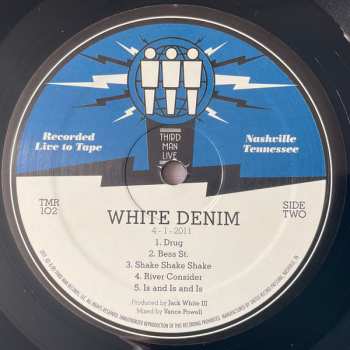 Recorded
Live to Tape
THIRD
MAN
LIVE
Nashville
Tennessee
TMR
102
SIDE
TWO
WHITE DENIM
4 - 1 - 2011
1. Drug
2. Bess St.
3. Shake Shake Shake
4. River Consider
5. Is and Is and Is
Produced by Jack White III
Mixed by Vance Powell